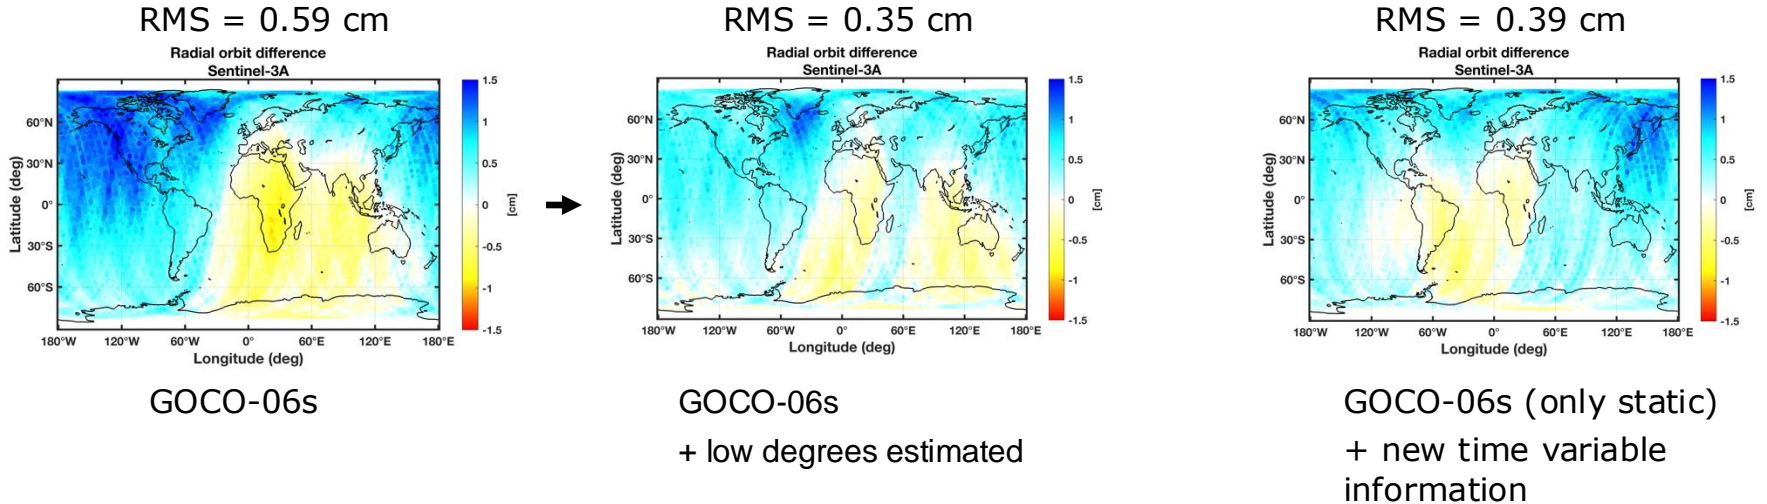 RMS = 0.59 cm
Radial orbit difference
Sentinel-3A
60°N
30°N
0°
30°S
60°S
Latitude (deg)
180°W 120°W 60°W 0° 60°E 120°E 180°E
Longitude (deg)
1.5
1
0.5
0
-0.5
-1
-1.5
[cm]
GOCO-06s
RMS = 0.35 cm
Radial orbit difference
Sentinel-3A
60°N
30°N
0°
30°S
60°S
Latitude (deg)
180°W 120°W 60°W 0° 60°E 120°E 180°E
Longitude (deg)
1.5
1
0.5
0
-0.5
-1
-1.5
[cm]
GOCO-06s
+ low degrees estimated
RMS = 0.39 cm
Radial orbit difference
Sentinel-3A
60°N
30°N
0°
30°S
60°S
Latitude (deg)
180°W 120°W 60°W 0° 60°E 120°E 180°E
Longitude (deg)
1.5
1
0.5
0
-0.5
-1
-1.5
[cm]
GOCO-06s (only static)
+ new time variable
information